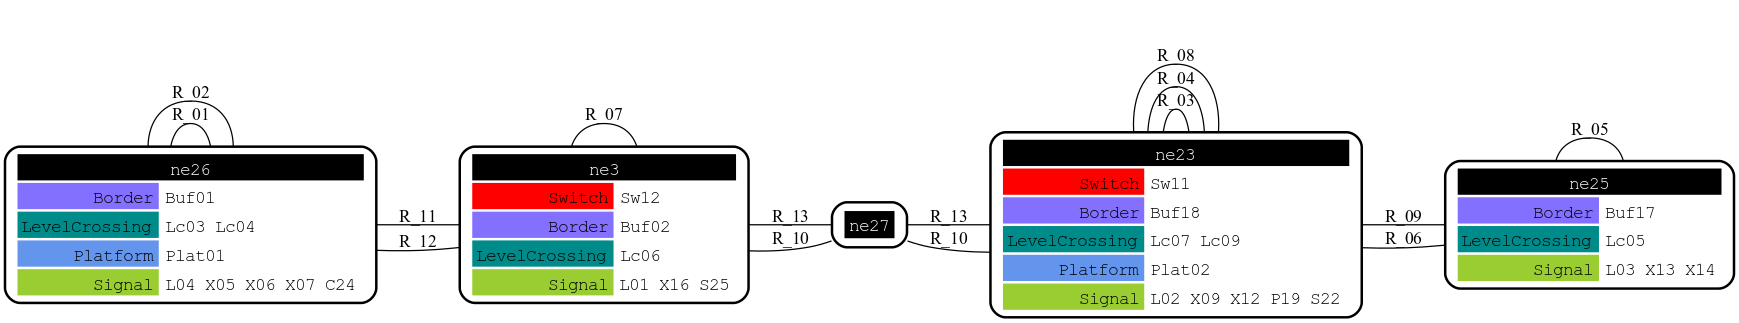 R_02
R_01
ne26
Border Buf01
LevelCrossing Lc03 Lc04
Platform Plat01
Signal L04 X05 X06 X07 C24
R_11
R_12
R_07
ne3
Switch Sw12
Border Buf02
LevelCrossing Lc06
Signal L01 X16 S25
R_13
R_10
ne27
R_13
R_10
R_08
R_04
R_03
ne23
Switch Sw11
Border Buf18
LevelCrossing Lc07 Lc09
Platform Plat02
Signal L02 X09 X12 P19 S22
R_09
R_06
R_05
ne25
Border Buf17
LevelCrossing Lc05
Signal L03 X13 X14